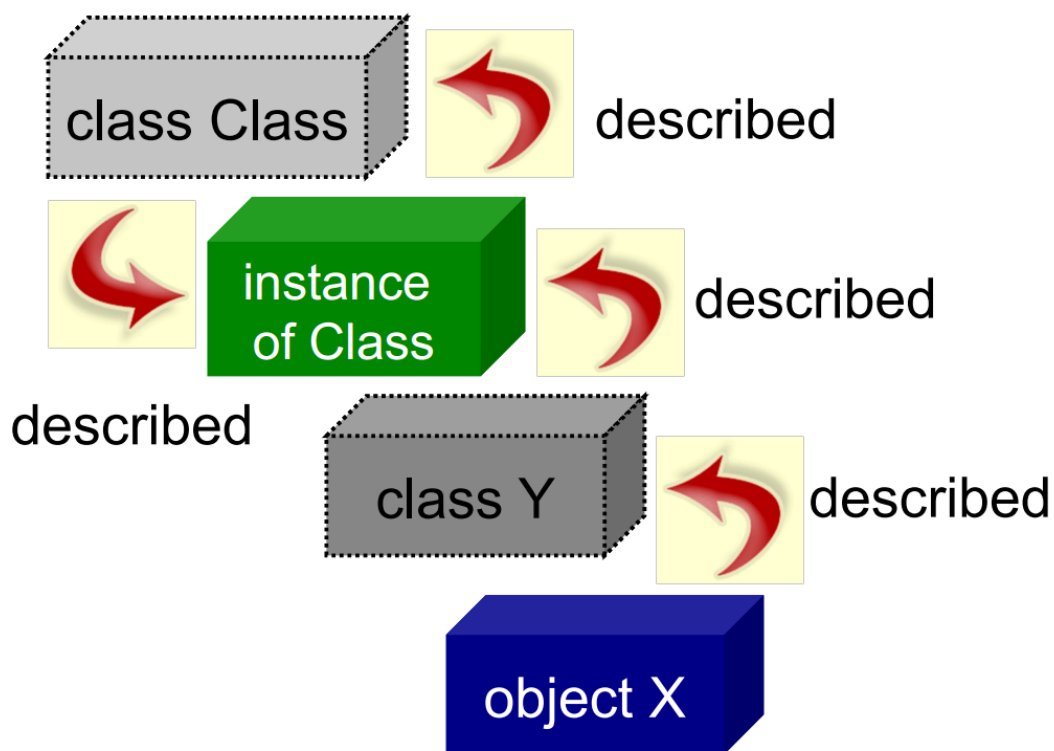 class Class
described
instance
of Class
described
described
class Y
described
object X